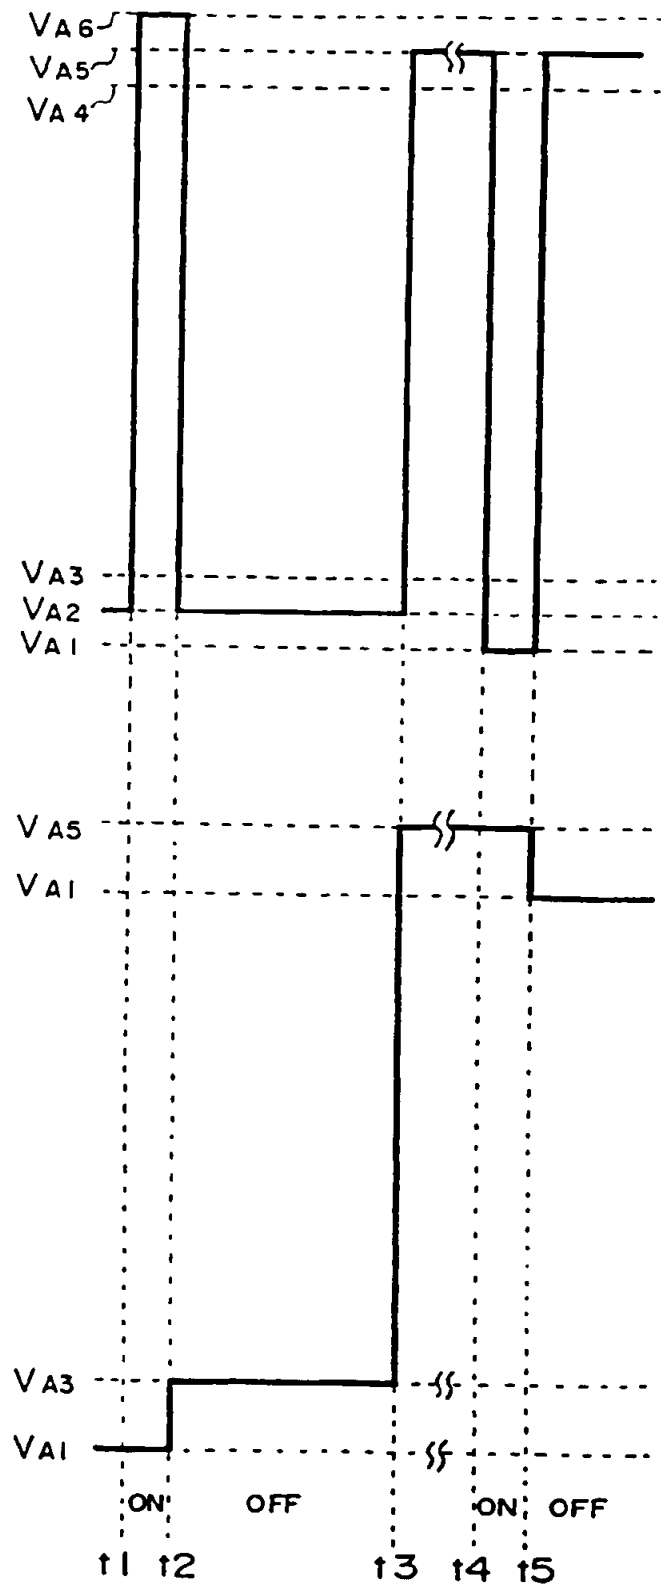 VA6
VA5
VA4
VA3
VA2
VA1
VA5
VA1
VA3
VA1
ON OFF ON OFF
t1 t2 t3 t4 t5